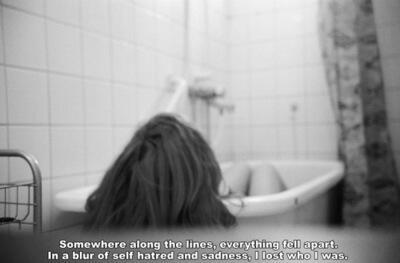 Somewhere along the lines, everything fell apart.
In a blur of self hatred and sadness, I lost who I was.